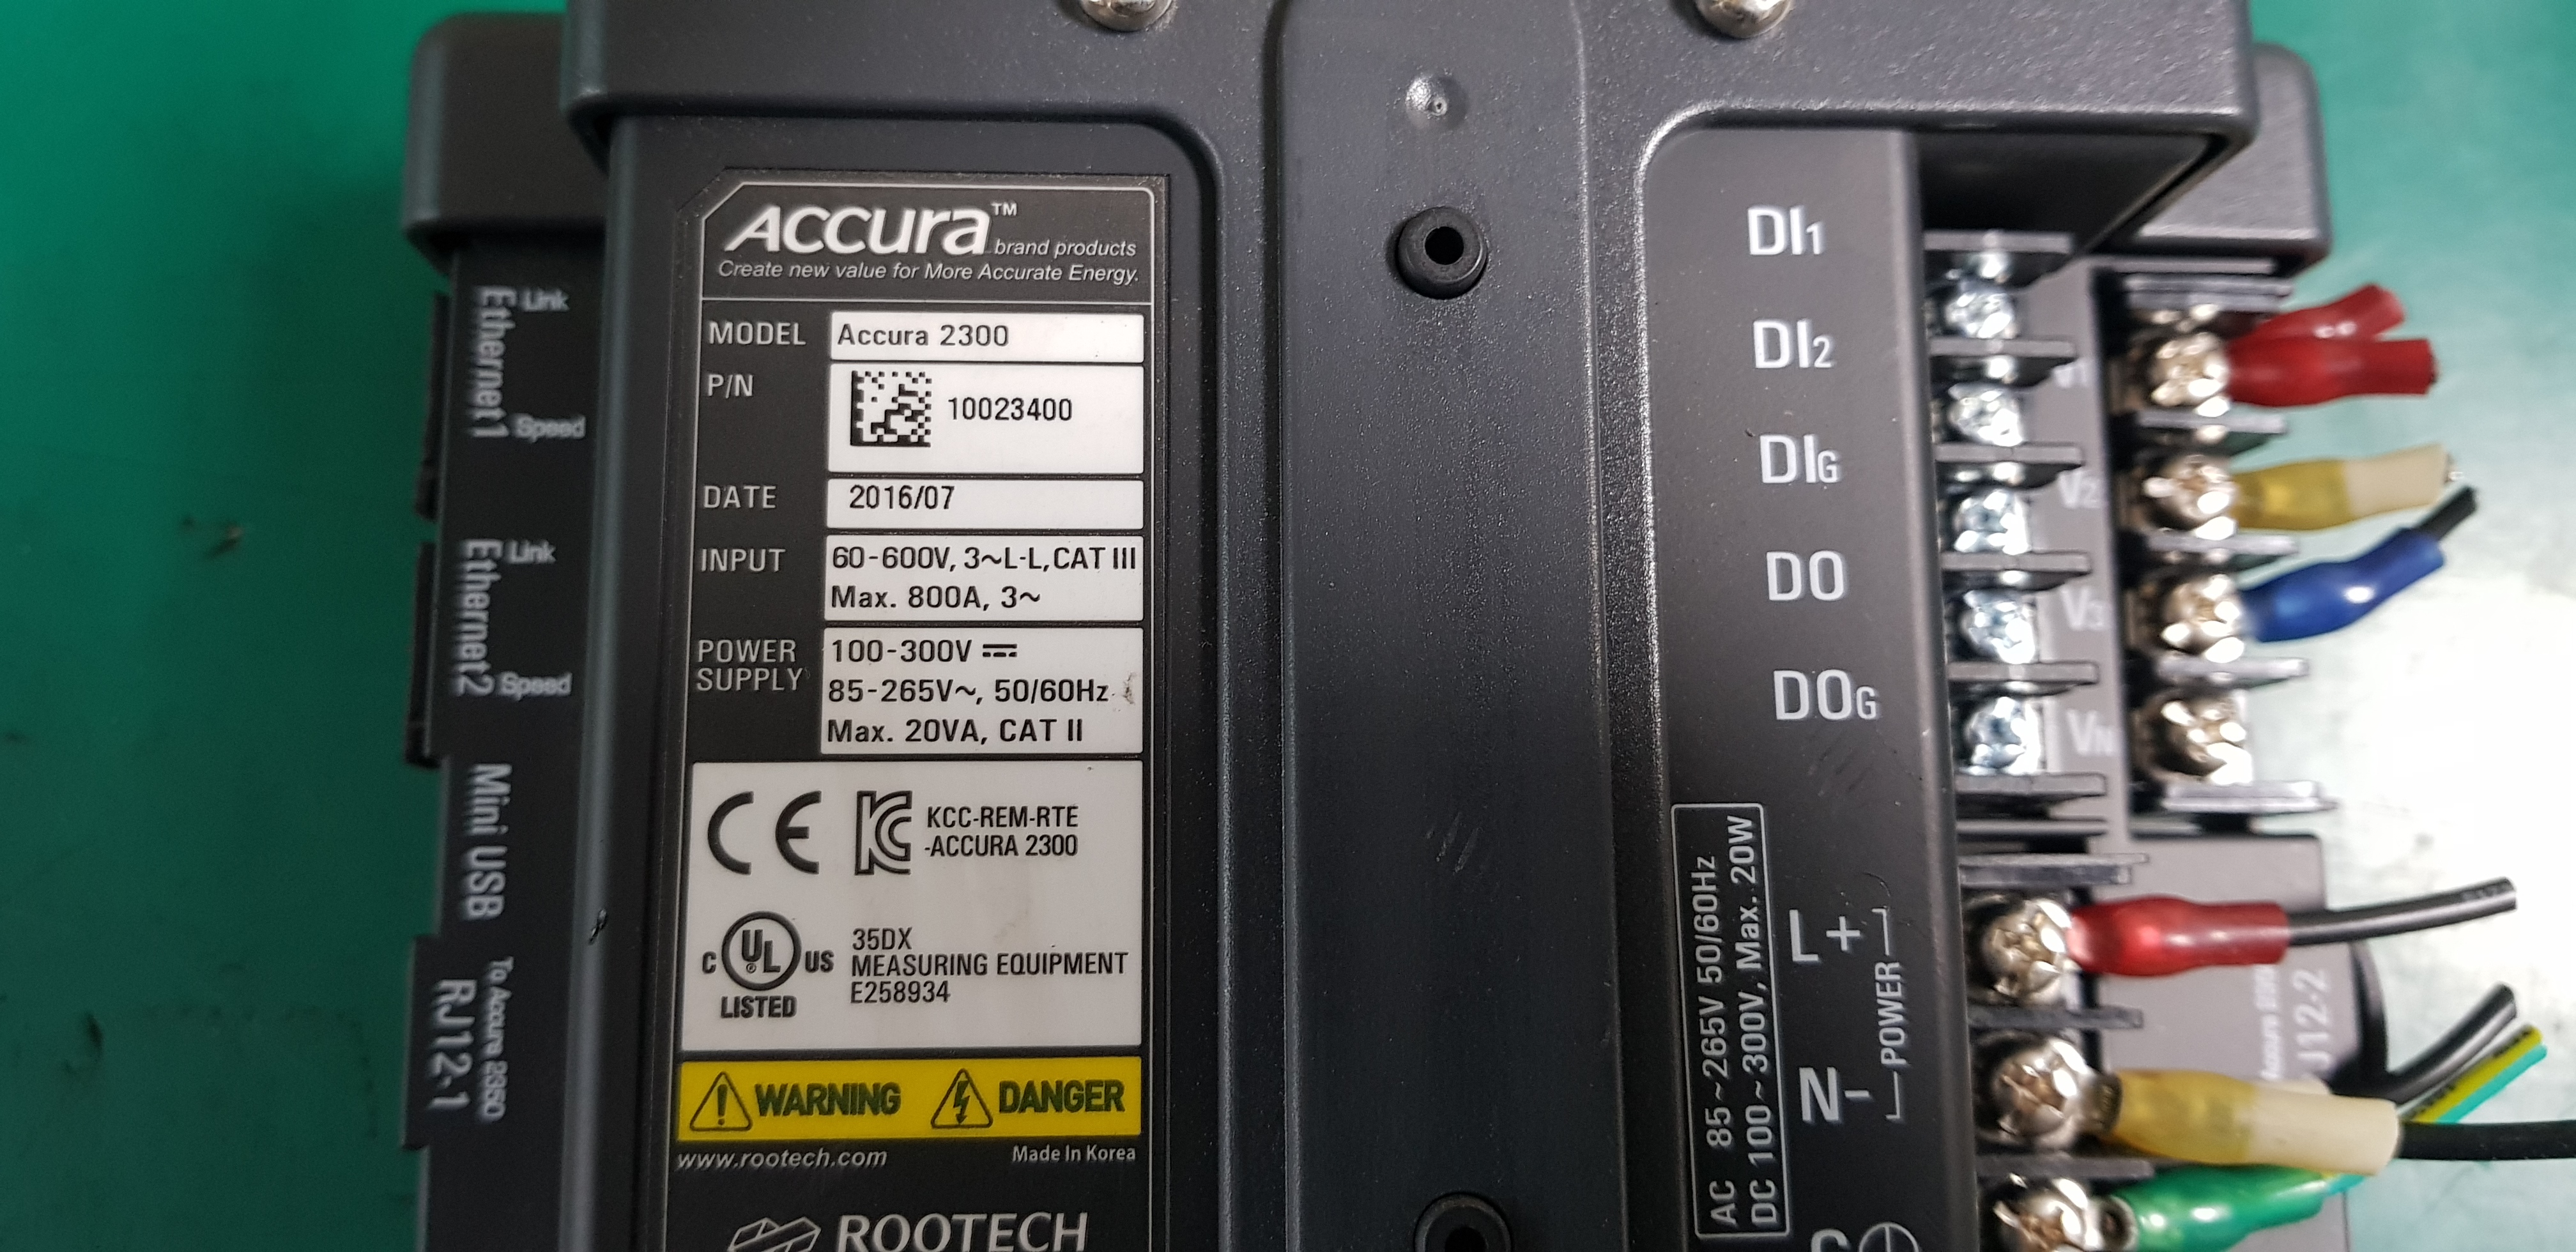 Accura™ brand products
Create new value for More Accurate Energy.
MODEL Accura 2300
P/N 10023400
DATE 2016/07
INPUT 60-600V, 3~L-L, CAT III
Max. 800A, 3~
POWER SUPPLY 100-300V ⎓
85-265V~, 50/60Hz
Max. 20VA, CAT II
CE KC KCC-REM-RTE
-ACCURA 2300
C UL US LISTED
35DX
MEASURING EQUIPMENT
E258934
WARNING DANGER
www.rootech.com Made In Korea
ROOTECH
Ethernet1
Link
Speed
Ethernet2
Link
Speed
Mini USB
To Accura 2350
RJ12-1
DI1
DI2
DIG
DO
DOG
V2
V3
VN
AC 85~265V 50/60Hz
DC 100~300V, Max. 20W
L+
N-
POWER
J12-2